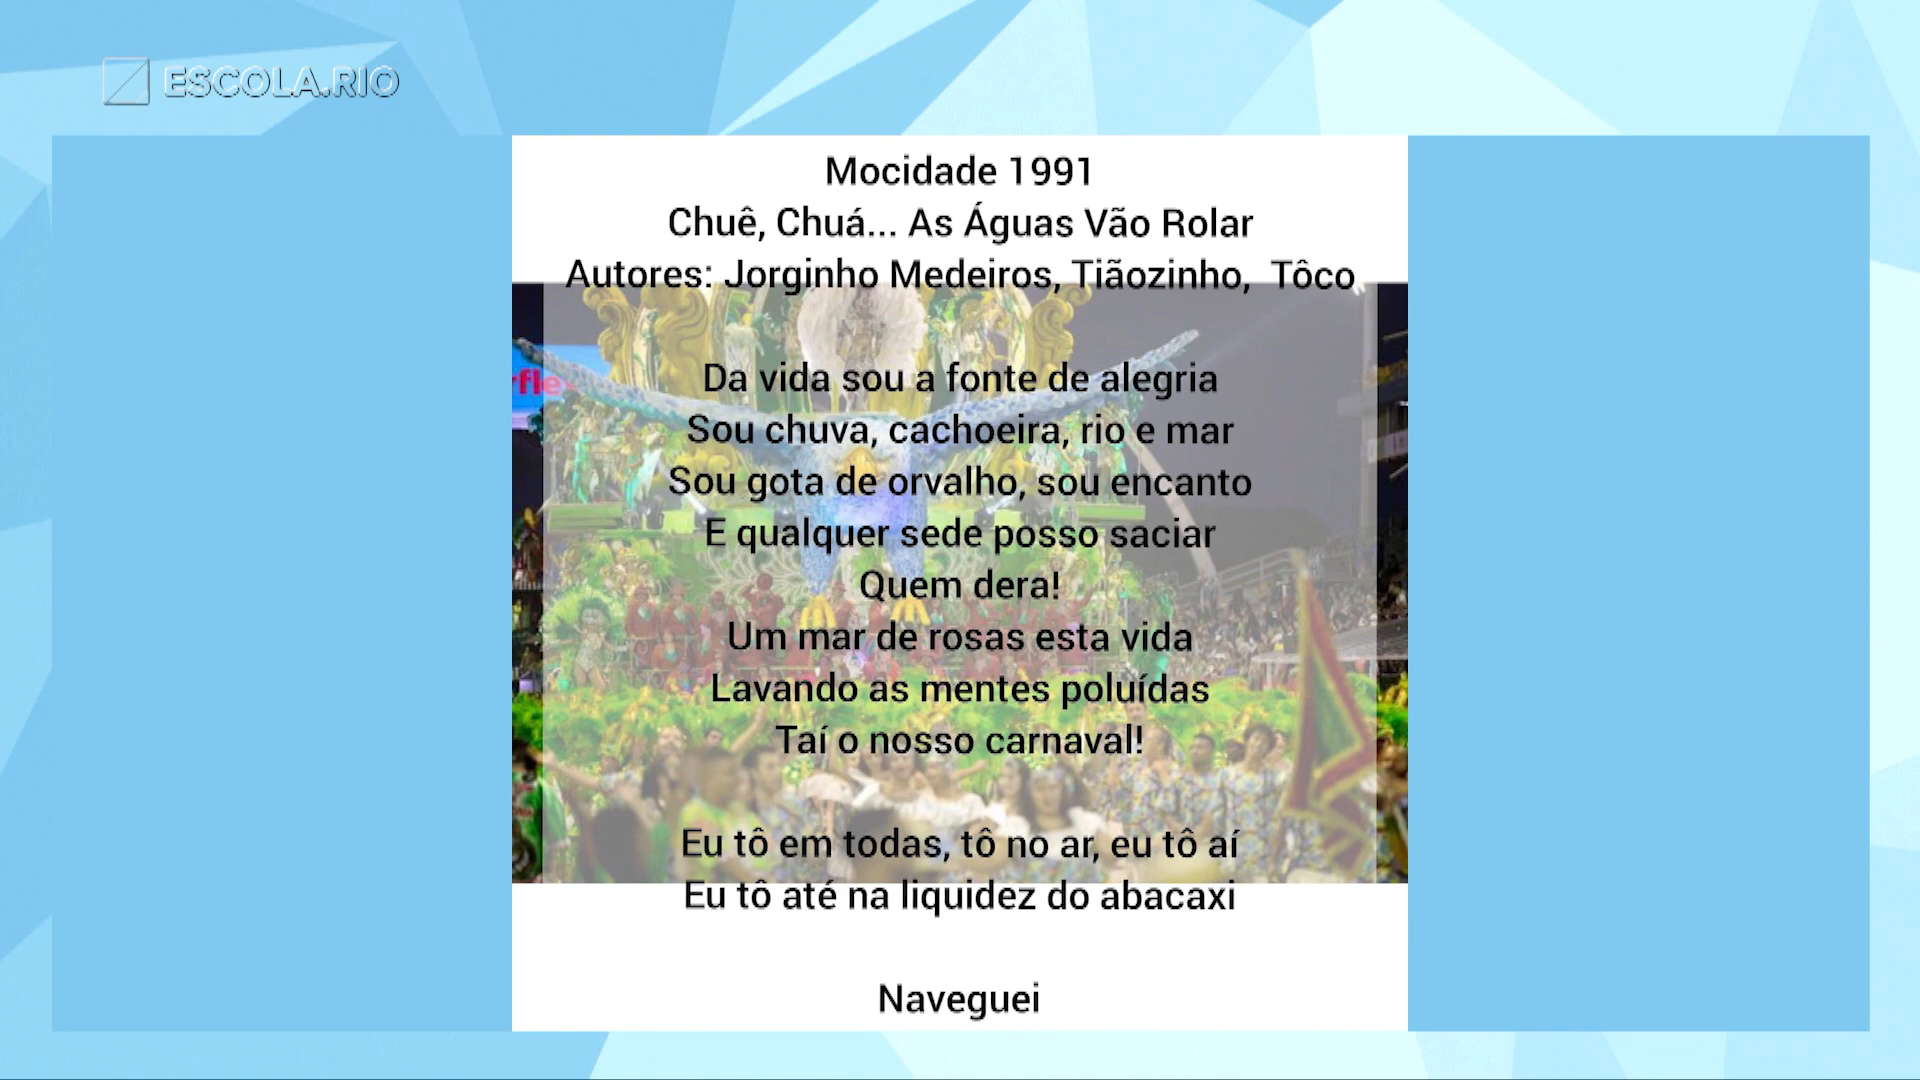 ESCOLA.RIO
Mocidade 1991
Chuê, Chuá... As Águas Vão Rolar
Autores: Jorginho Medeiros, Tiãozinho, Tôco
Da vida sou a fonte de alegria
Sou chuva, cachoeira, rio e mar
Sou gota de orvalho, sou encanto
E qualquer sede posso saciar
Quem dera!
Um mar de rosas esta vida
Lavando as mentes poluídas
Taí o nosso carnaval!
Eu tô em todas, tô no ar, eu tô aí
Eu tô até na liquidez do abacaxi
Naveguei